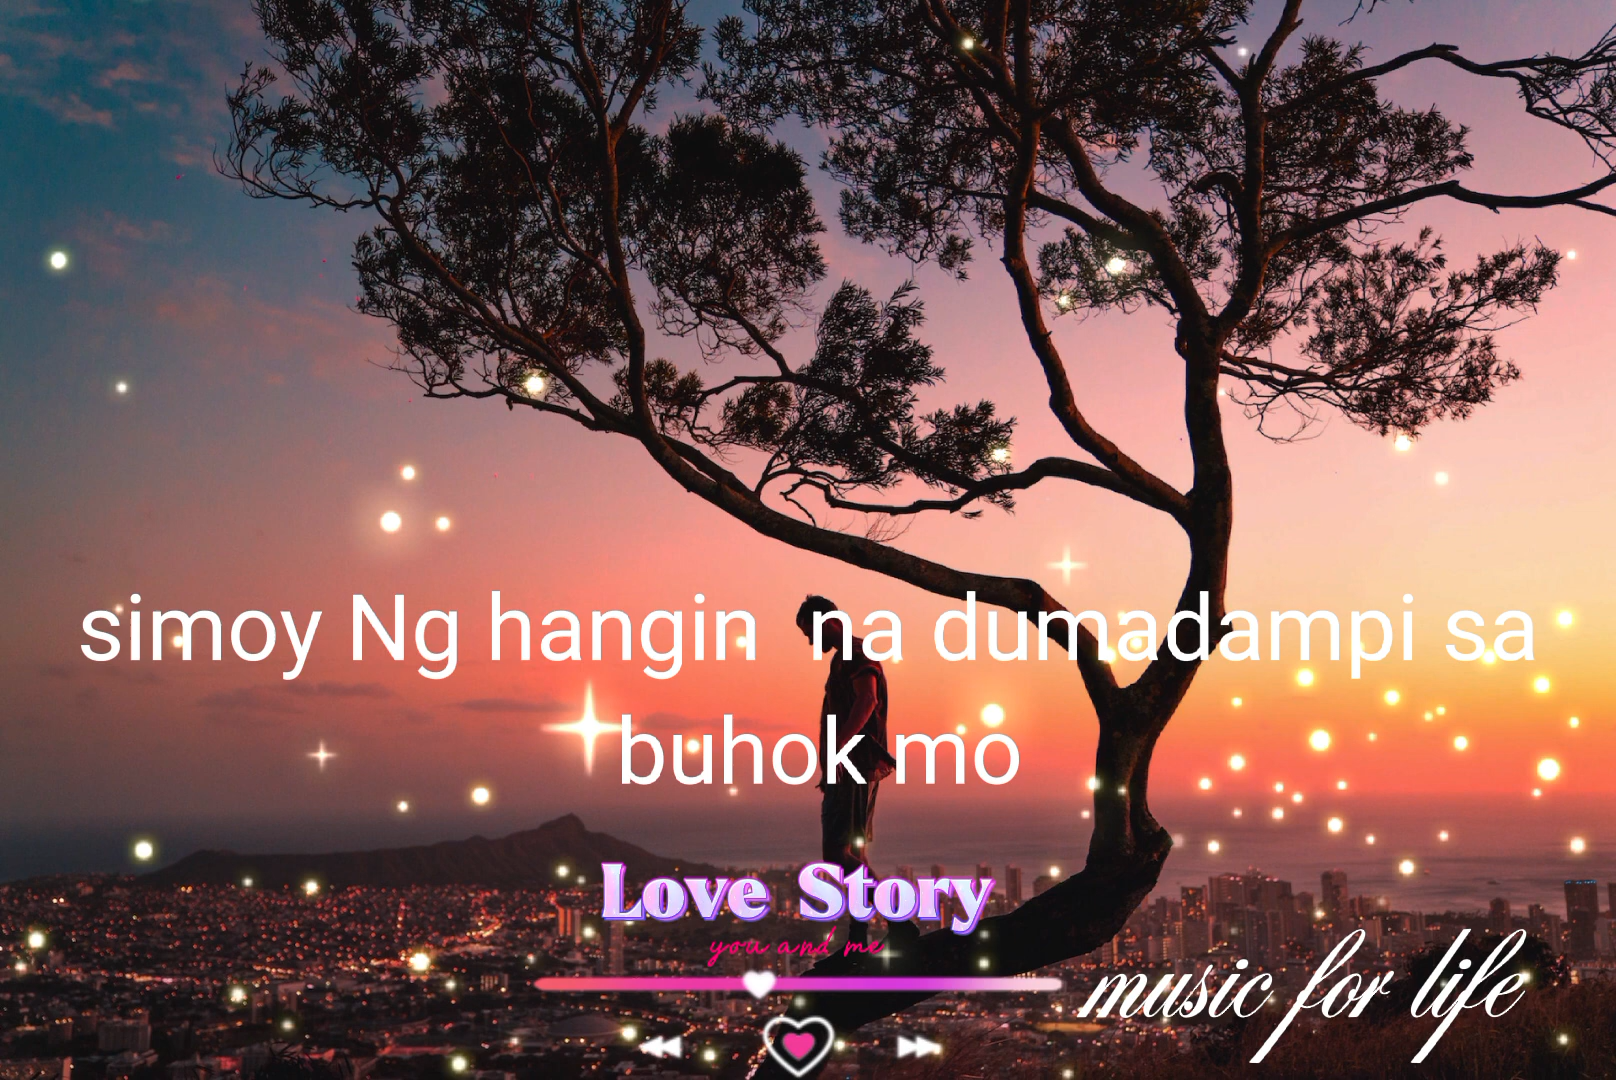 simoy Ng hangin  na dumadampi sa
buhok mo
Love Story
you and me
music for life